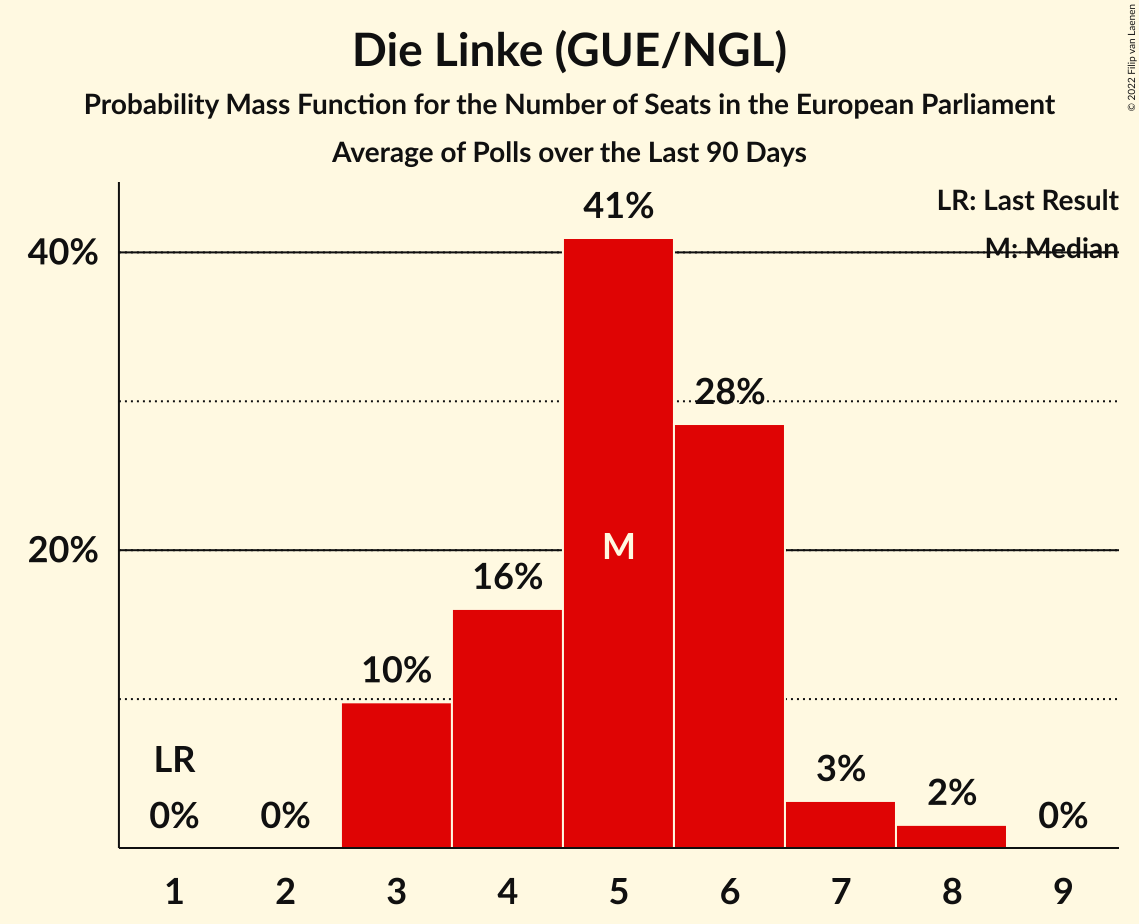 Die Linke (GUE/NGL)
Probability Mass Function for the Number of Seats in the European Parliament
Average of Polls over the Last 90 Days
© 2022 Filip van Laenen
LR: Last Result
M: Median
40%
20%
LR
0%
0%
10%
16%
41%
M
28%
3%
2%
0%
1 2 3 4 5 6 7 8 9